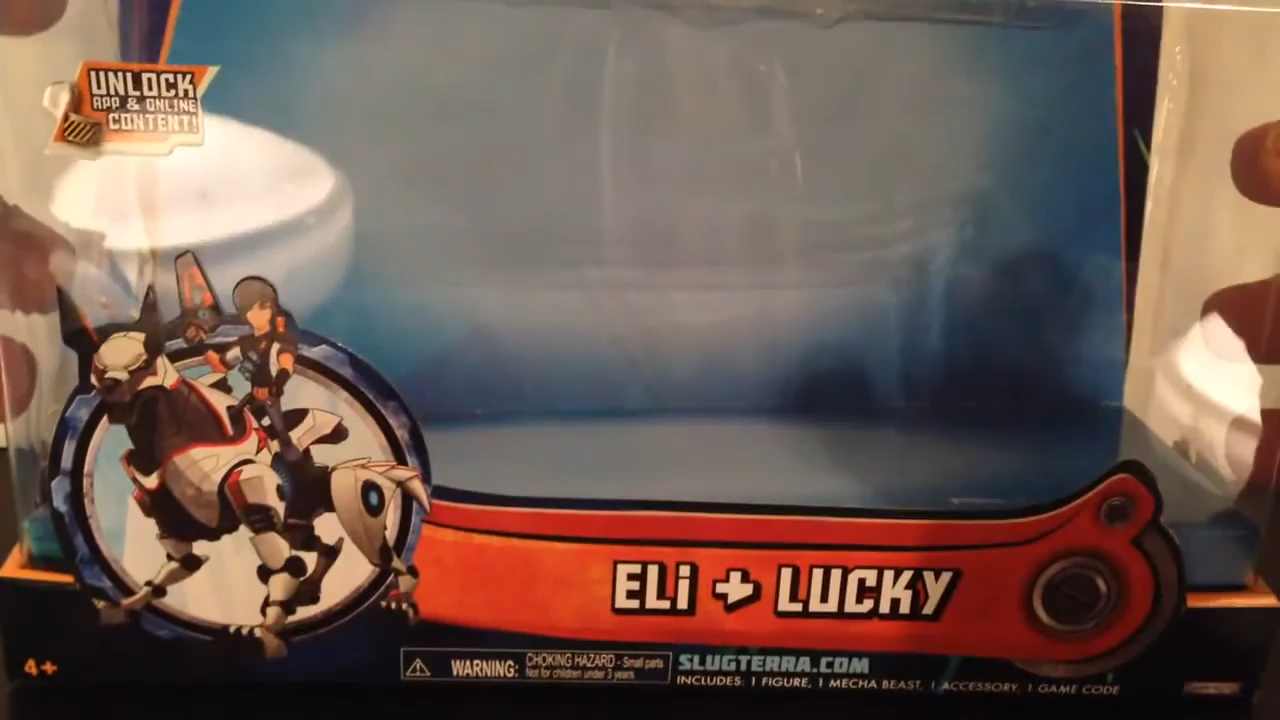 UNLOCK
APP & ONLINE
CONTENT!
ELi + LUCKY
4+
WARNING: CHOKING HAZARD - Small parts
Not for children under 3 years
SLUGTERRA.COM
INCLUDES: 1 FIGURE, 1 MECHA BEAST, 1 ACCESSORY, 1 GAME CODE